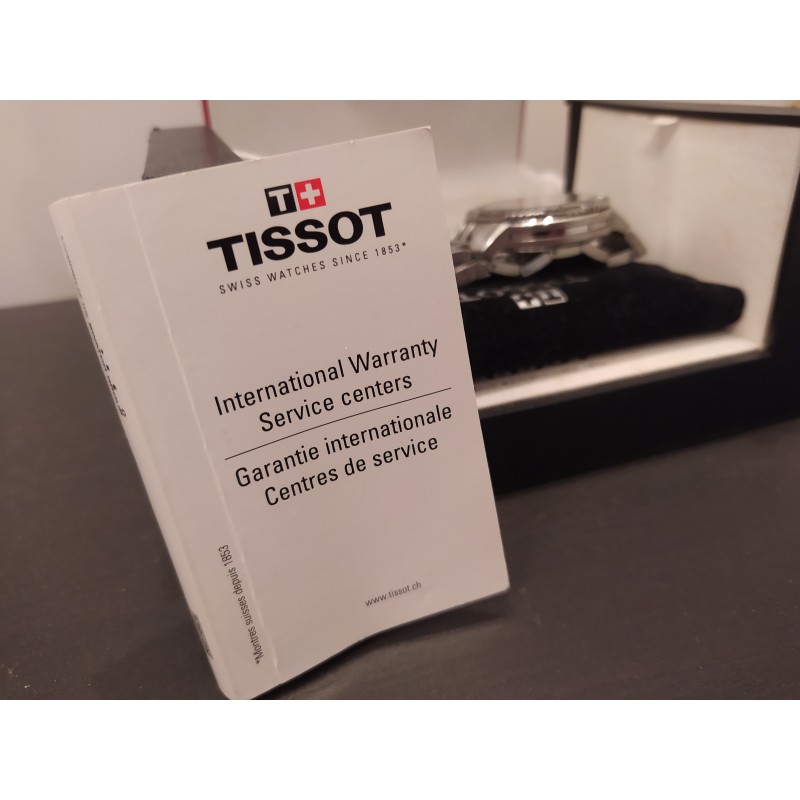 T+
TISSOT
SWISS WATCHES SINCE 1853*
International Warranty
Service centers
Garantie internationale
Centres de service
www.tissot.ch
*Montres suisses depuis 1853